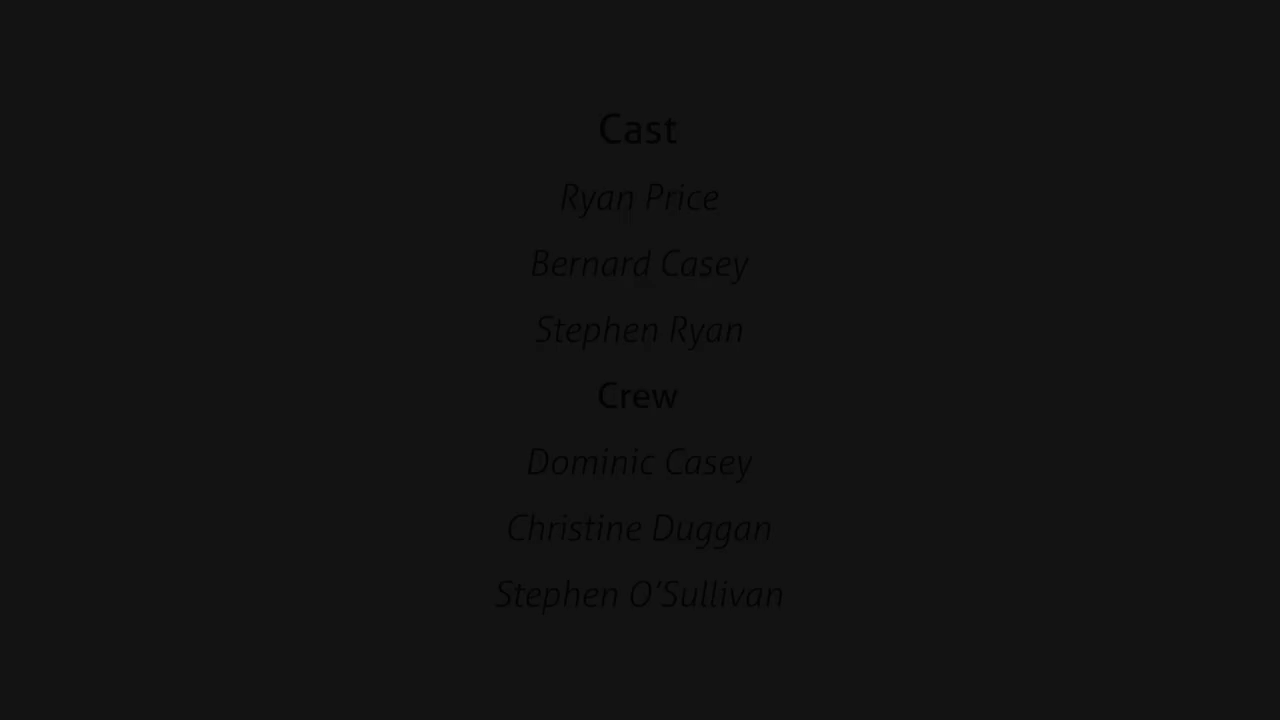 Cast
Ryan Price
Bernard Casey
Stephen Ryan
Crew
Dominic Casey
Christine Duggan
Stephen O'Sullivan